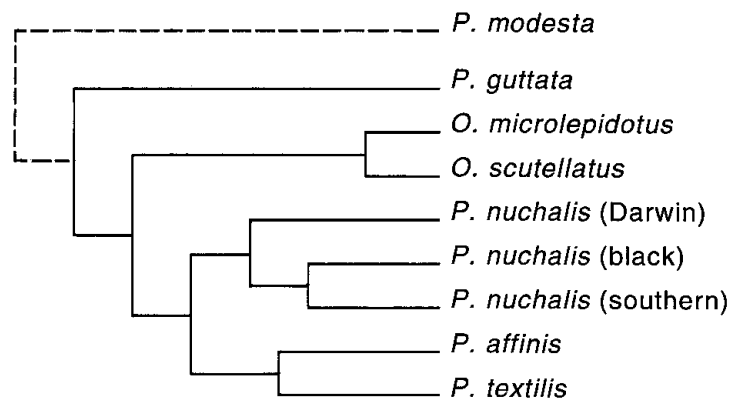 P. modesta
P. guttata
O. microlepidotus
O. scutellatus
P. nuchalis (Darwin)
P. nuchalis (black)
P. nuchalis (southern)
P. affinis
P. textilis